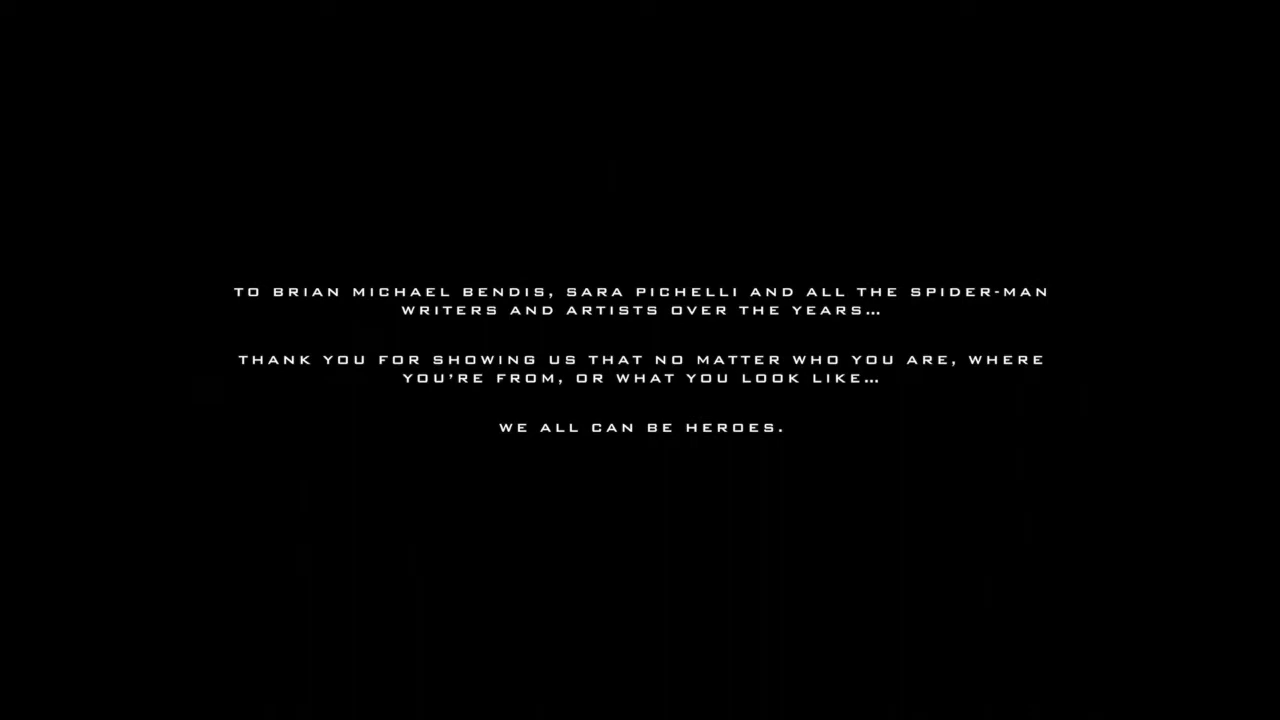 TO BRIAN MICHAEL BENDIS, SARA PICHELLI AND ALL THE SPIDER-MAN
WRITERS AND ARTISTS OVER THE YEARS…
THANK YOU FOR SHOWING US THAT NO MATTER WHO YOU ARE, WHERE
YOU'RE FROM, OR WHAT YOU LOOK LIKE…
WE ALL CAN BE HEROES.